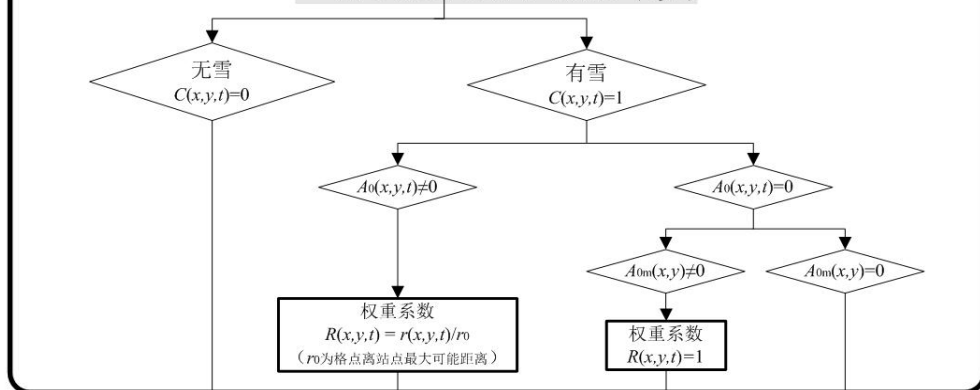 无雪
C(x,y,t)=0
有雪
C(x,y,t)=1
A₀(x,y,t)≠0
A₀(x,y,t)=0
A₀ₘ(x,y)≠0
A₀ₘ(x,y)=0
权重系数
R(x,y,t) = r(x,y,t)/r₀
（r₀为格点离站点最大可能距离）
权重系数
R(x,y,t)=1